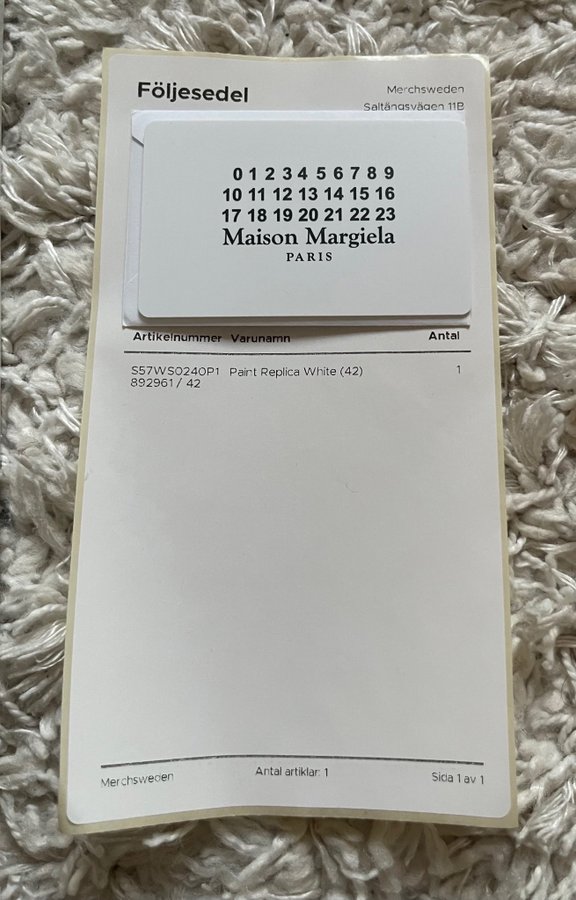 Följesedel
Merchsweden
Saltängsvägen 11B
0 1 2 3 4 5 6 7 8 9
10 11 12 13 14 15 16
17 18 19 20 21 22 23
Maison Margiela
PARIS
Artikelnummer Varunamn Antal
S57WS0240P1 Paint Replica White (42) 1
892961 / 42
Merchsweden Antal artiklar: 1 Sida 1 av 1